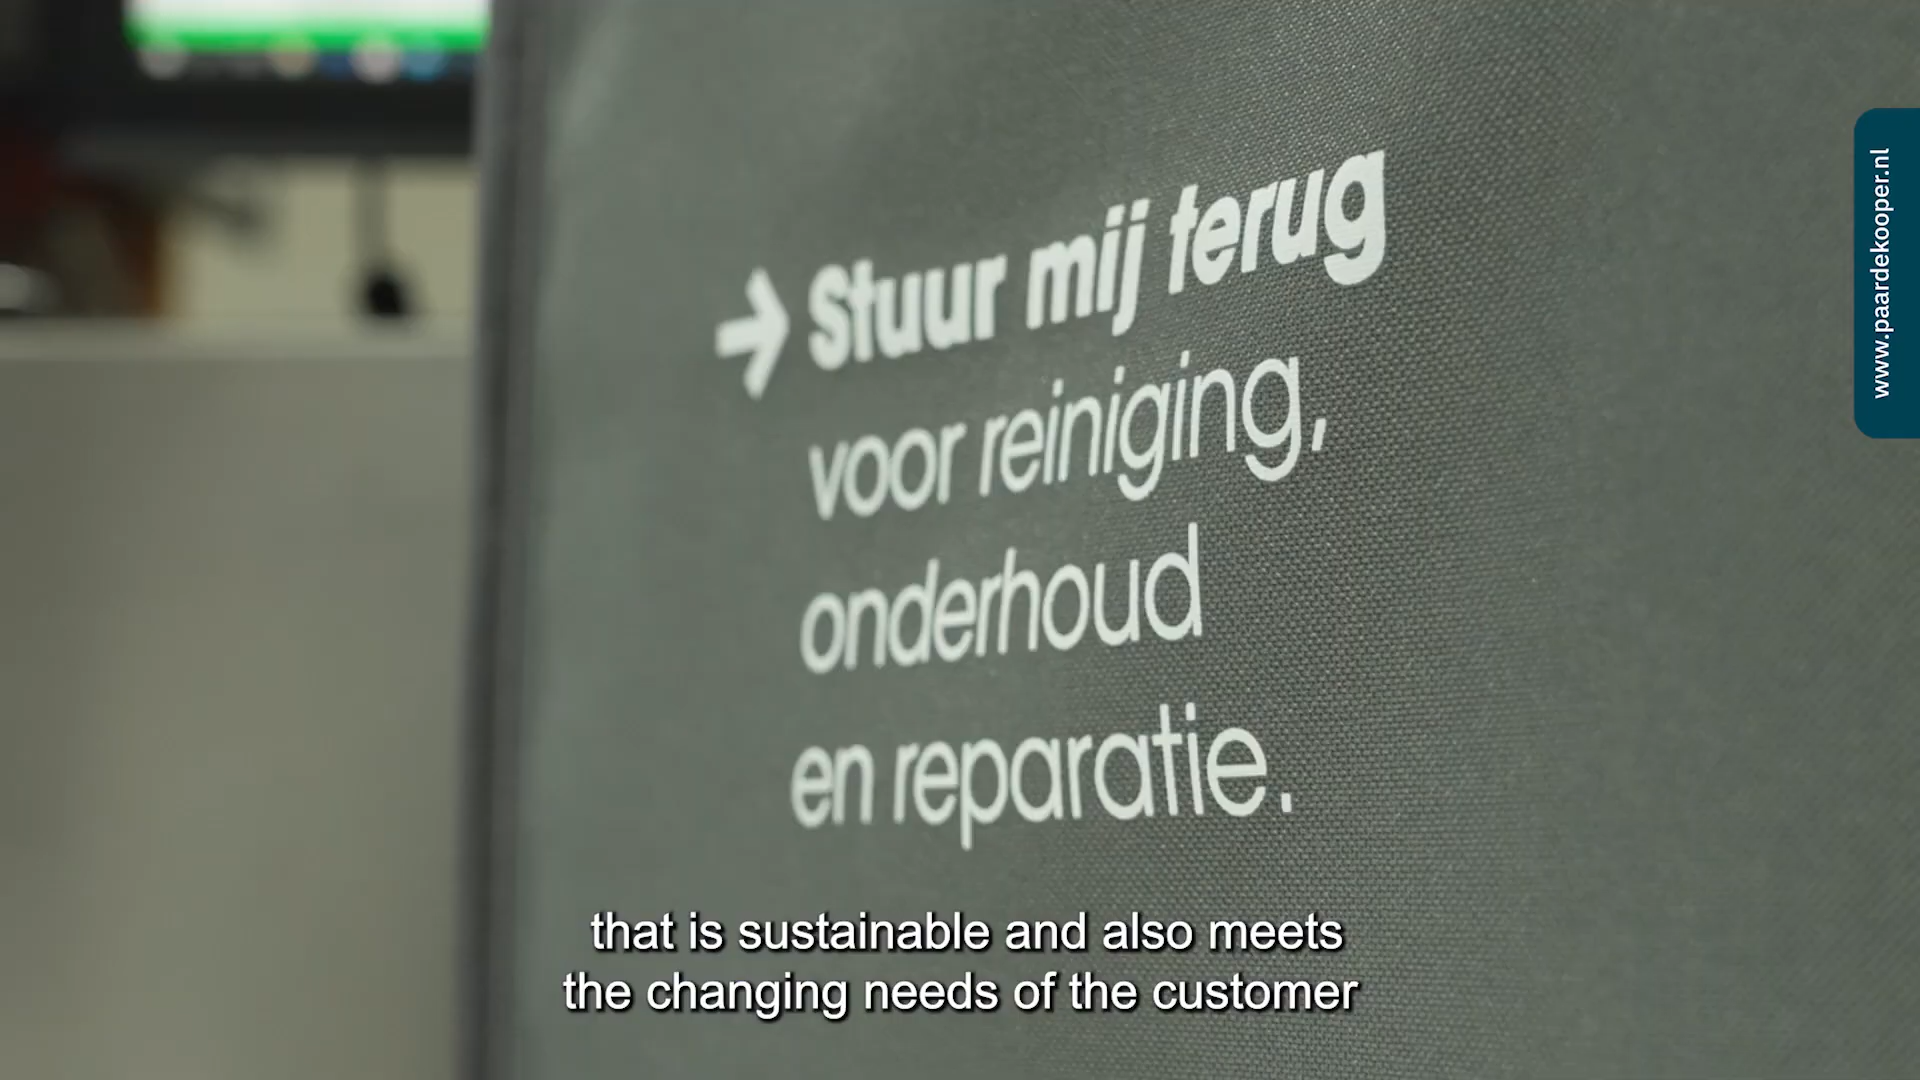 → Stuur mij terug
voor reiniging,
onderhoud
en reparatie.
www.paardekooper.nl
that is sustainable and also meets
the changing needs of the customer